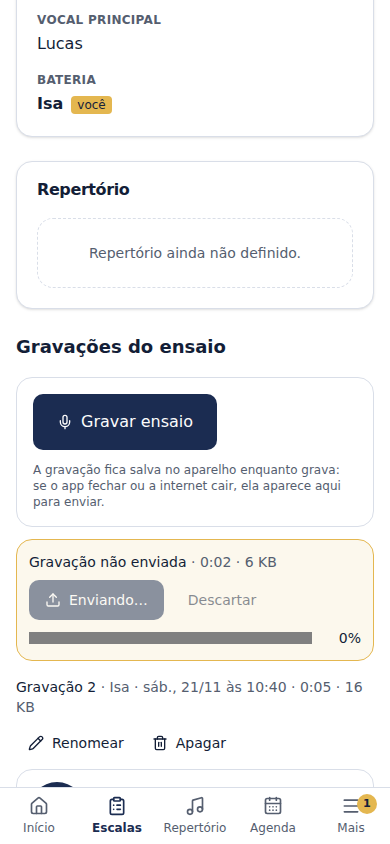 VOCAL PRINCIPAL
Lucas
BATERIA
Isa você
Repertório
Repertório ainda não definido.
Gravações do ensaio
Gravar ensaio
A gravação fica salva no aparelho enquanto grava:
se o app fechar ou a internet cair, ela aparece aqui
para enviar.
Gravação não enviada · 0:02 · 6 KB
Enviando… Descartar
0%
Gravação 2 · Isa · sáb., 21/11 às 10:40 · 0:05 · 16
KB
Renomear Apagar
1
Início Escalas Repertório Agenda Mais